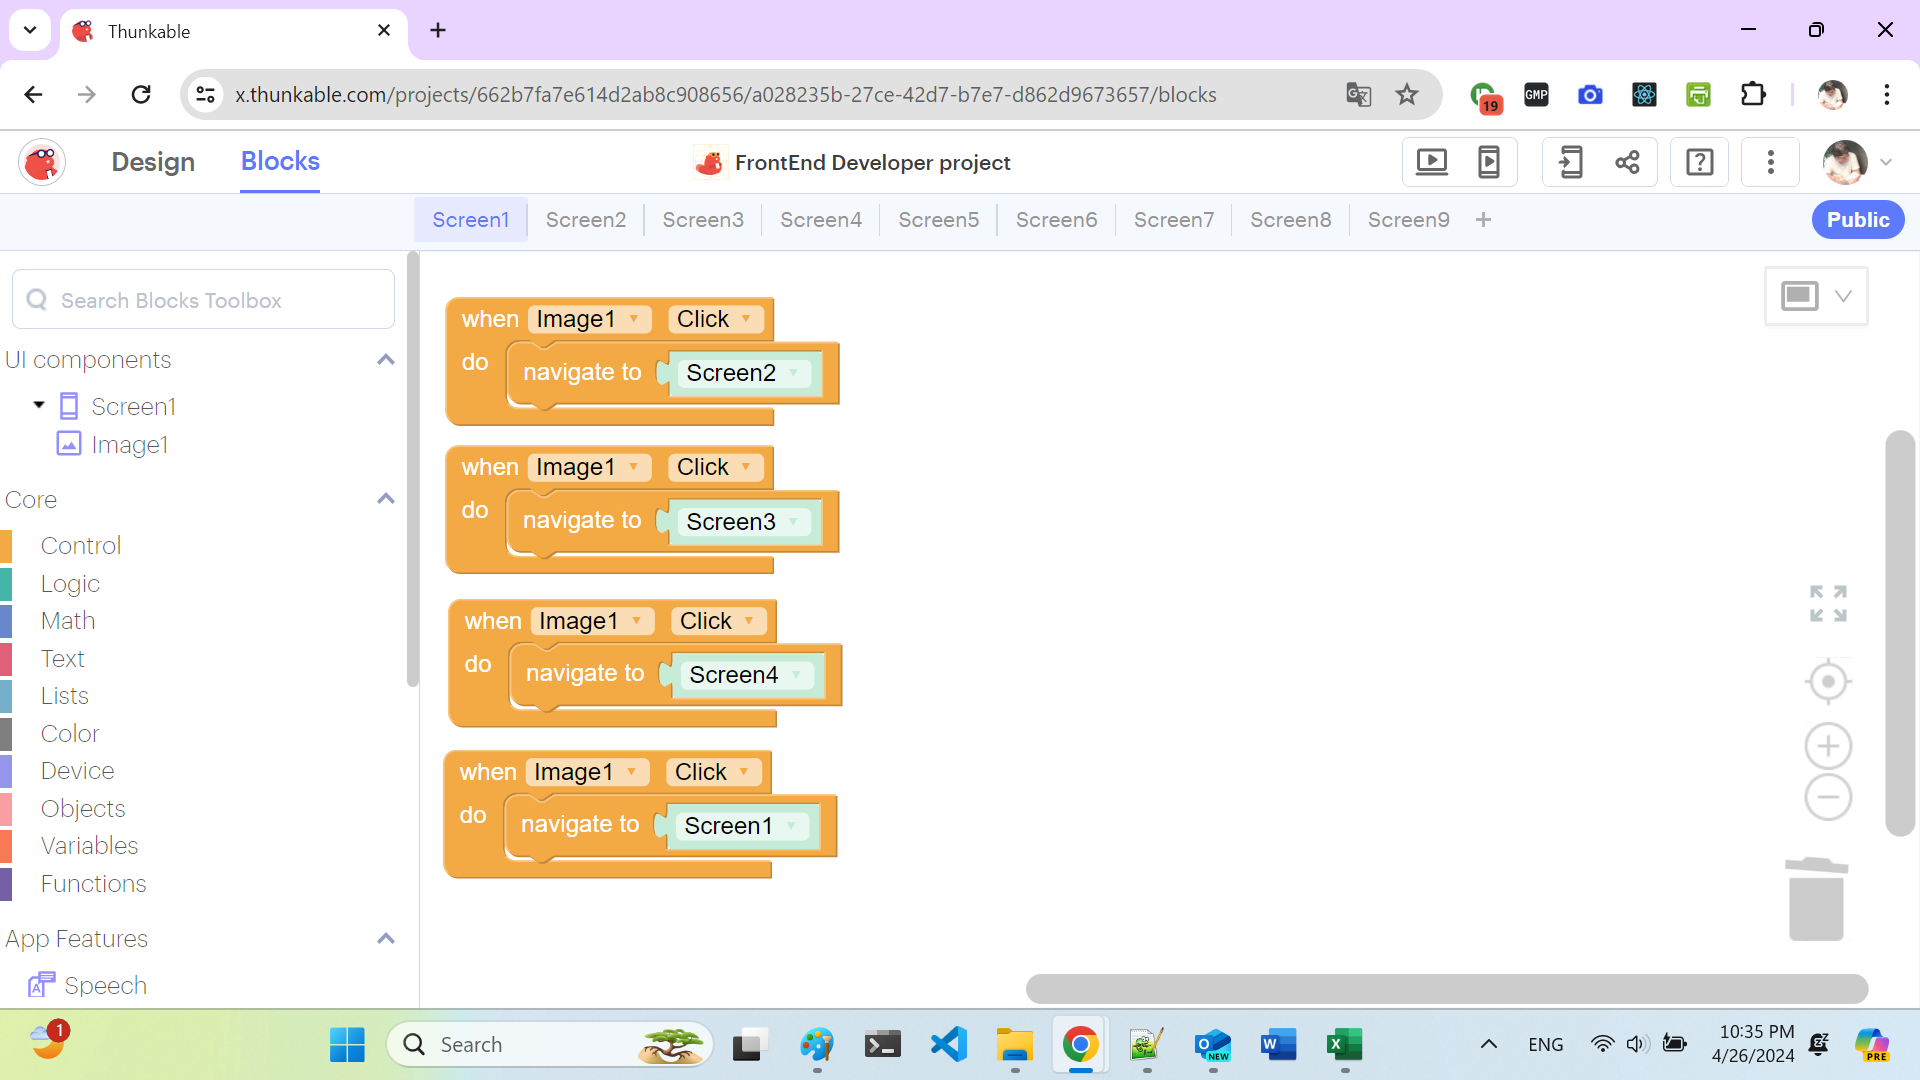 Thunkable
x.thunkable.com/projects/662b7fa7e614d2ab8c908656/a028235b-27ce-42d7-b7e7-d862d9673657/blocks
19
GMP
Design
Blocks
FrontEnd Developer project
Screen1 Screen2 Screen3 Screen4 Screen5 Screen6 Screen7 Screen8 Screen9 +
Public
Search Blocks Toolbox
UI components
Screen1
Image1
Core
Control
Logic
Math
Text
Lists
Color
Device
Objects
Variables
Functions
App Features
A
Speech
when Image1 Click
do navigate to Screen2
when Image1 Click
do navigate to Screen3
when Image1 Click
do navigate to Screen4
when Image1 Click
do navigate to Screen1
1
Search
NEW
W
X
ENG
10:35 PM
4/26/2024
PRE